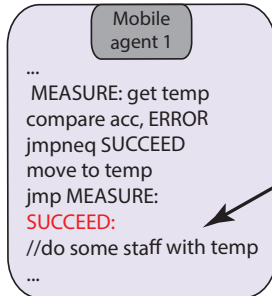 Mobile
agent 1
...
MEASURE: get temp
compare acc, ERROR
jmpneq SUCCEED
move to temp
jmp MEASURE:
SUCCEED:
//do some staff with temp
...